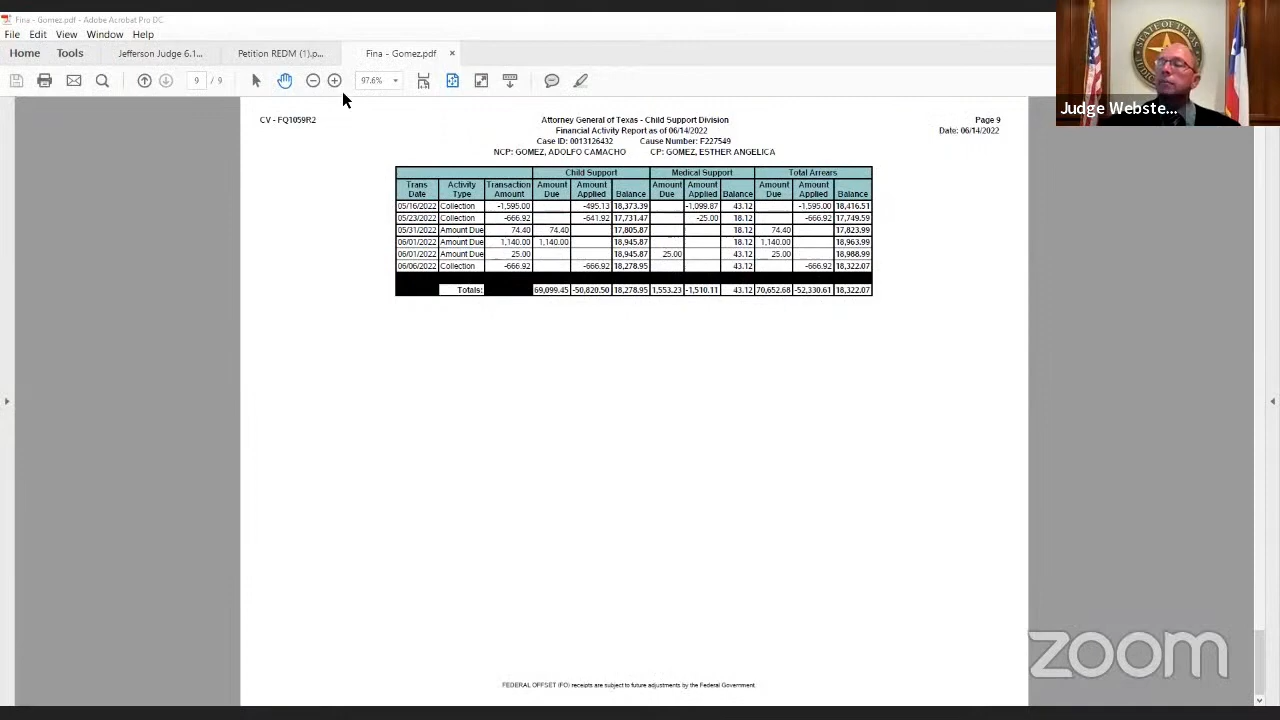 Fina - Gomez.pdf - Adobe Acrobat Pro DC
File Edit View Window Help
Home Tools Jefferson Judge 6.1... Petition REDM (1).p... Fina - Gomez.pdf ×
9 / 9 97.6%
Judge Webste...
CV - FQ1059R2 Attorney General of Texas - Child Support Division Page 9
Financial Activity Report as of 06/14/2022 Date: 06/14/2022
Case ID: 0013126432 Cause Number: F227549
NCP: GOMEZ, ADOLFO CAMACHO CP: GOMEZ, ESTHER ANGELICA
Child Support Medical Support Total Arrears
Trans Activity Transaction Amount Amount Amount Amount Amount Amount
Date Type Amount Due Applied Balance Due Applied Balance Due Applied Balance
05/16/2022 Collection -1,595.00 -495.13 18,373.39 -1,099.87 43.12 -1,595.00 18,416.51
05/23/2022 Collection -666.92 -641.92 17,731.47 -25.00 18.12 -666.92 17,749.59
05/31/2022 Amount Due 74.40 74.40 17,805.87 18.12 74.40 17,823.99
06/01/2022 Amount Due 1,140.00 1,140.00 18,945.87 18.12 1,140.00 18,963.99
06/01/2022 Amount Due 25.00 18,945.87 25.00 43.12 25.00 18,988.99
06/06/2022 Collection -666.92 -666.92 18,278.95 43.12 -666.92 18,322.07
Totals: 69,099.45 -50,820.50 18,278.95 1,553.23 -1,510.11 43.12 70,652.68 -52,330.61 18,322.07
zoom
FEDERAL OFFSET (FO) receipts are subject to future adjustments by the Federal Government.